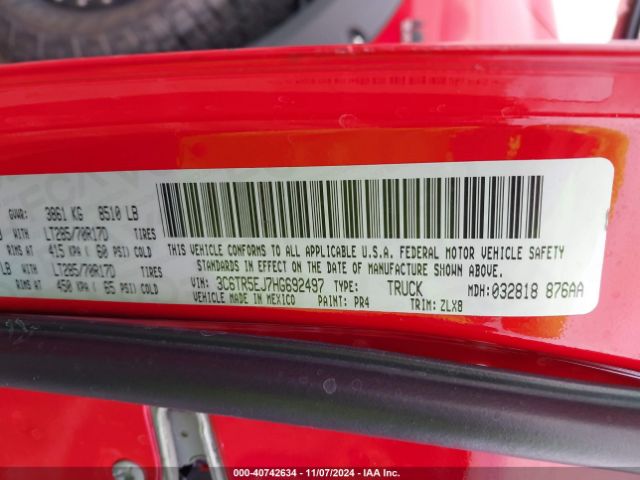 GVWR: 3861 KG 8510 LB
B WITH LT285/70R17D TIRES
RIMS AT 415 KPA ( 60 PSI) COLD
LB WITH LT285/70R17D TIRES
RIMS AT 450 KPA ( 65 PSI) COLD
THIS VEHICLE CONFORMS TO ALL APPLICABLE U.S.A. FEDERAL MOTOR VEHICLE SAFETY
STANDARDS IN EFFECT ON THE DATE OF MANUFACTURE SHOWN ABOVE.
VIN: 3C6TR5EJ7HG692497 TYPE: TRUCK MDH: 032818 876AA
MADE IN MEXICO PAINT: PR4 TRIM: ZLX8
000-40742634 - 11/07/2024 - IAA Inc.